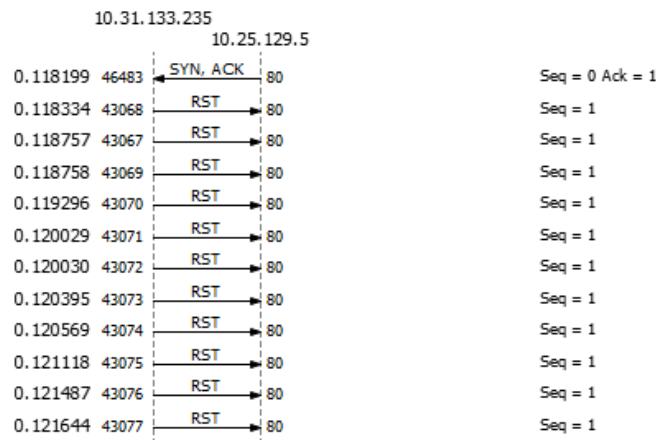 10.31.133.235
10.25.129.5
0.118199 46483 SYN, ACK 80 Seq = 0 Ack = 1
0.118334 43068 RST 80 Seq = 1
0.118757 43067 RST 80 Seq = 1
0.118758 43069 RST 80 Seq = 1
0.119296 43070 RST 80 Seq = 1
0.120029 43071 RST 80 Seq = 1
0.120030 43072 RST 80 Seq = 1
0.120395 43073 RST 80 Seq = 1
0.120569 43074 RST 80 Seq = 1
0.121118 43075 RST 80 Seq = 1
0.121487 43076 RST 80 Seq = 1
0.121644 43077 RST 80 Seq = 1